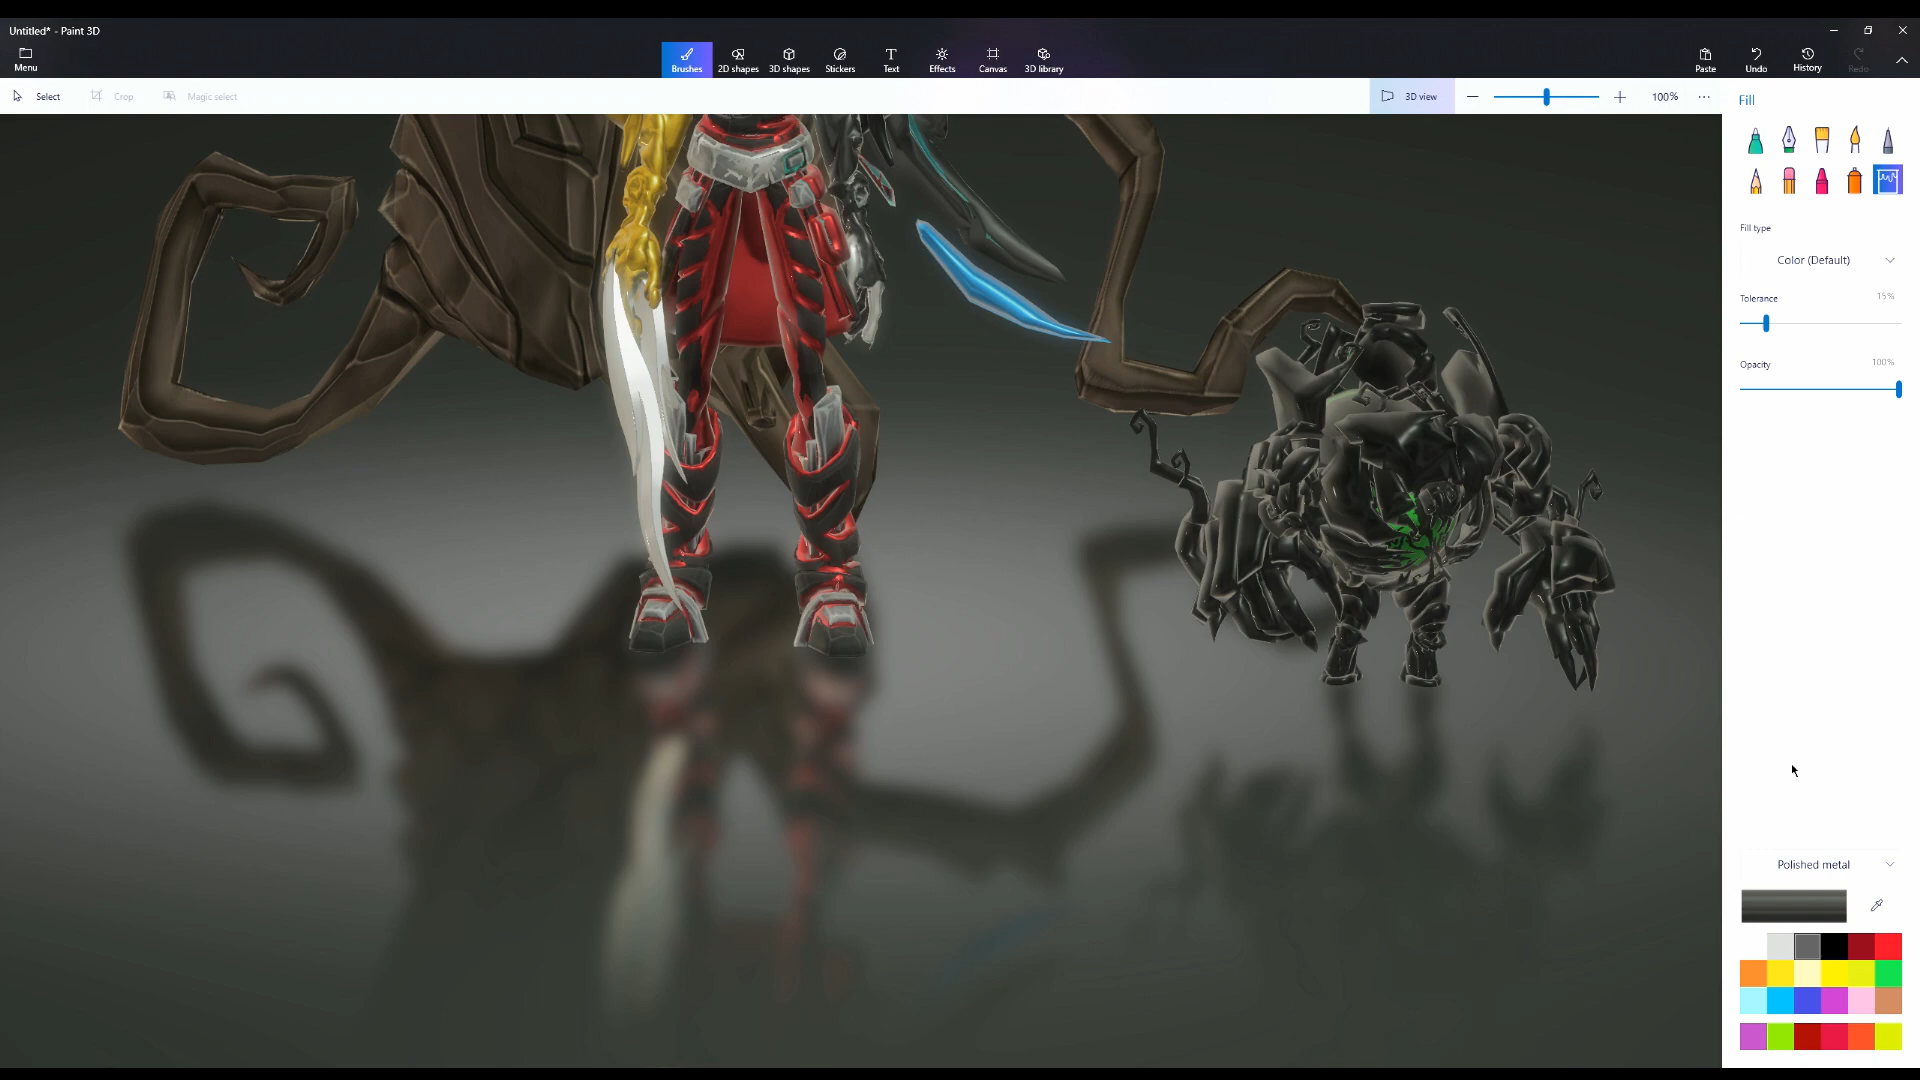 Untitled* - Paint 3D
Menu
Brushes
2D shapes
3D shapes
Stickers
Text
Effects
Canvas
3D library
Paste
Undo
History
Redo
Select
Crop
Magic select
3D view
100%
Fill
Fill type
Color (Default)
Tolerance
15%
Opacity
100%
Polished metal